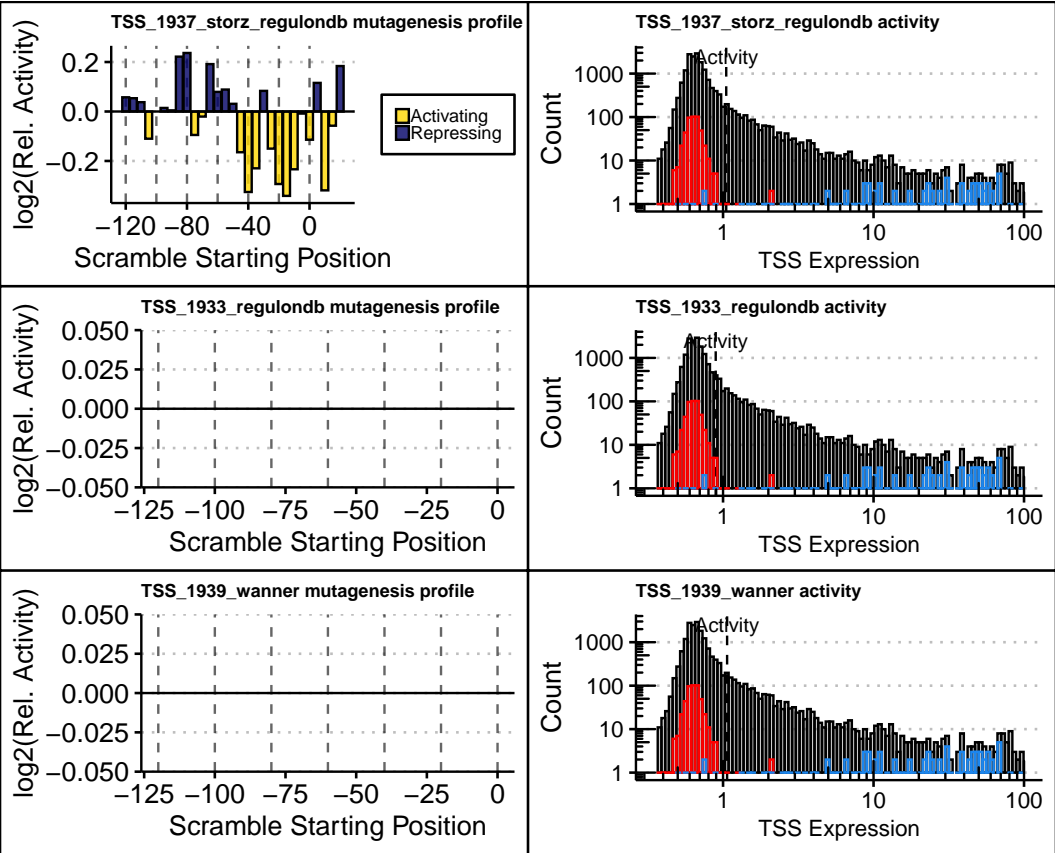 TSS_1937_storz_regulondb mutagenesis profile
log2(Rel. Activity)
0.2
0.0
−0.2
−120 −80 −40 0
Scramble Starting Position
Activating
Repressing
TSS_1937_storz_regulondb activity
Activity
Count
1000
100
10
1
1 10 100
TSS Expression
TSS_1933_regulondb mutagenesis profile
log2(Rel. Activity)
0.050
0.025
0.000
−0.025
−0.050
−125 −100 −75 −50 −25 0
Scramble Starting Position
TSS_1933_regulondb activity
Activity
Count
1000
100
10
1
1 10 100
TSS Expression
TSS_1939_wanner mutagenesis profile
log2(Rel. Activity)
0.050
0.025
0.000
−0.025
−0.050
−125 −100 −75 −50 −25 0
Scramble Starting Position
TSS_1939_wanner activity
Activity
Count
1000
100
10
1
1 10 100
TSS Expression